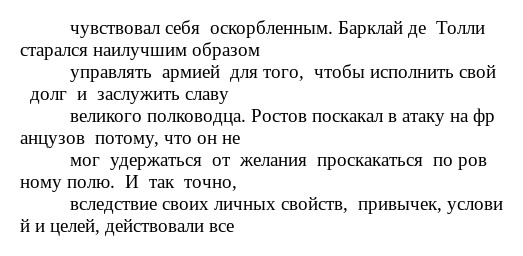 чувствовал себя оскорбленным. Барклай де Толли
старался наилучшим образом
управлять армией для того, чтобы исполнить свой
долг и заслужить славу
великого полководца. Ростов поскакал в атаку на фр
анцузов потому, что он не
мог удержаться от желания проскакаться по ров
ному полю. И так точно,
вследствие своих личных свойств, привычек, услови
й и целей, действовали все